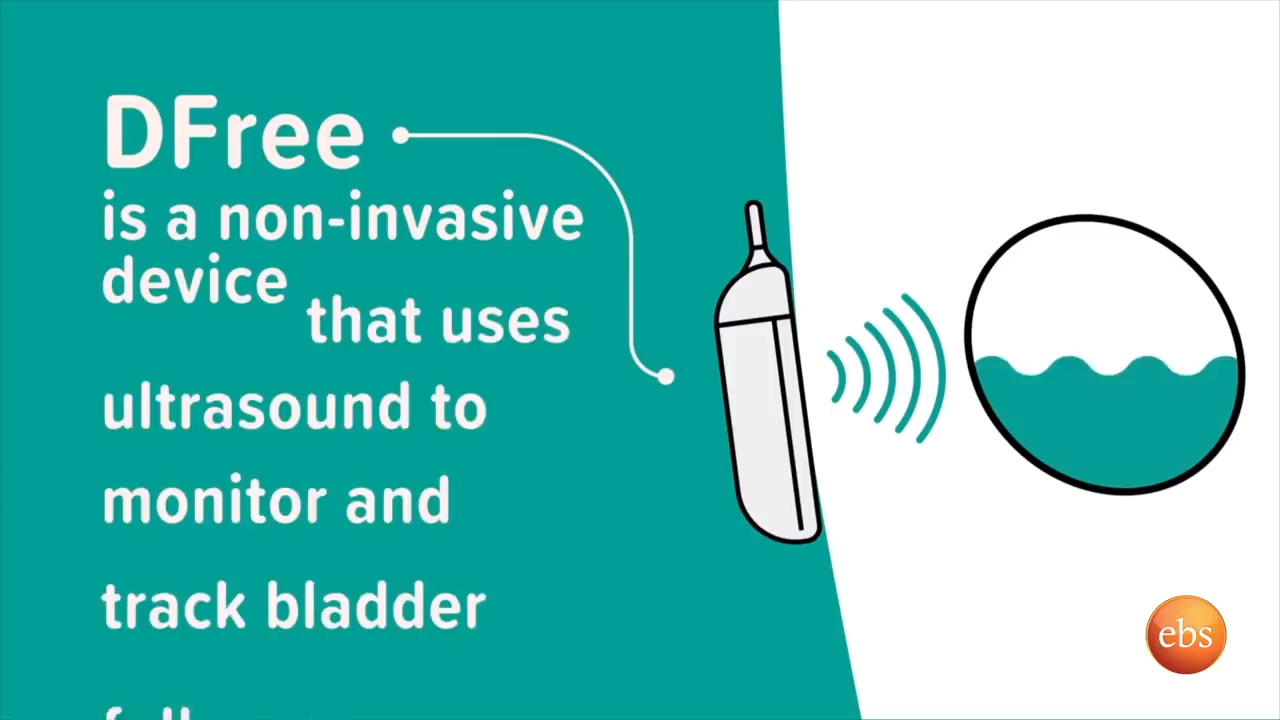 DFree
is a non-invasive
device
that uses
ultrasound to
monitor and
track bladder
ebs